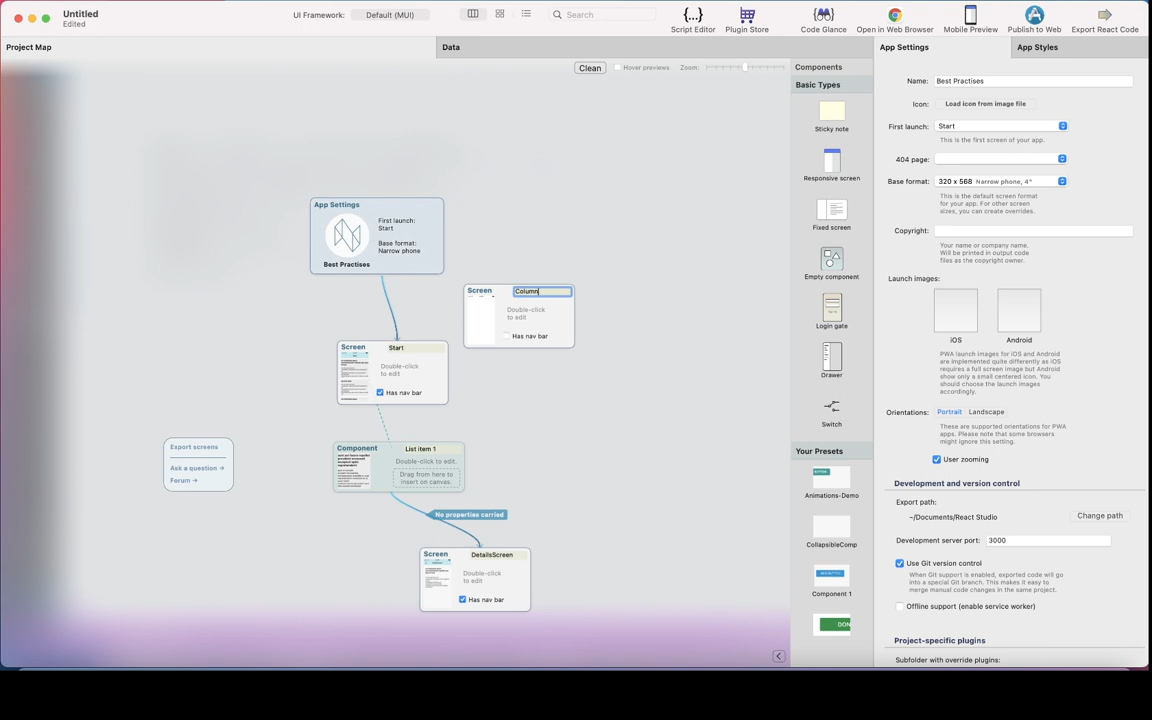 Untitled
Edited
UI Framework:
Default (MUI)
Search
Script Editor
Plugin Store
Code Glance
Open in Web Browser
Mobile Preview
Publish to Web
Export React Code
Project Map
Data
Clean
Hover previews
Zoom:
App Settings
First launch:
Start
Base format:
Narrow phone
Best Practises
Screen
Column
Double-click
to edit
Has nav bar
Screen
Start
Double-click
to edit
Has nav bar
Component
List item 1
Double-click to edit.
Drag from here to
insert on canvas.
No properties carried
Screen
DetailsScreen
Double-click
to edit
Has nav bar
Export screens
Ask a question →
Forum →
Components
Basic Types
Sticky note
Responsive screen
Fixed screen
Empty component
Login gate
Drawer
Switch
Your Presets
Animations-Demo
CollapsibleComp
Component 1
DON
App Settings
App Styles
Name:
Best Practises
Icon:
Load icon from image file
First launch:
Start
This is the first screen of your app.
404 page:
Base format:
320 x 568 Narrow phone, 4"
This is the default screen format
for your app. For other screen
sizes, you can create overrides.
Copyright:
Your name or company name.
Will be printed in output code
files as the copyright owner.
Launch images:
iOS
Android
PWA launch images for iOS and Android
are implemented quite differently as iOS
requires a full screen image but Android
show only a small centered icon. You
should choose the launch images
accordingly.
Orientations:
Portrait
Landscape
These are supported orientations for PWA
apps. Please note that some browsers
might ignore this setting.
User zooming
Development and version control
Export path:
~/Documents/React Studio
Change path
Development server port:
3000
Use Git version control
When Git support is enabled, exported code will go
into a special Git branch. This makes it easy to
merge manual code changes in the same project.
Offline support (enable service worker)
Project-specific plugins
Subfolder with override plugins: